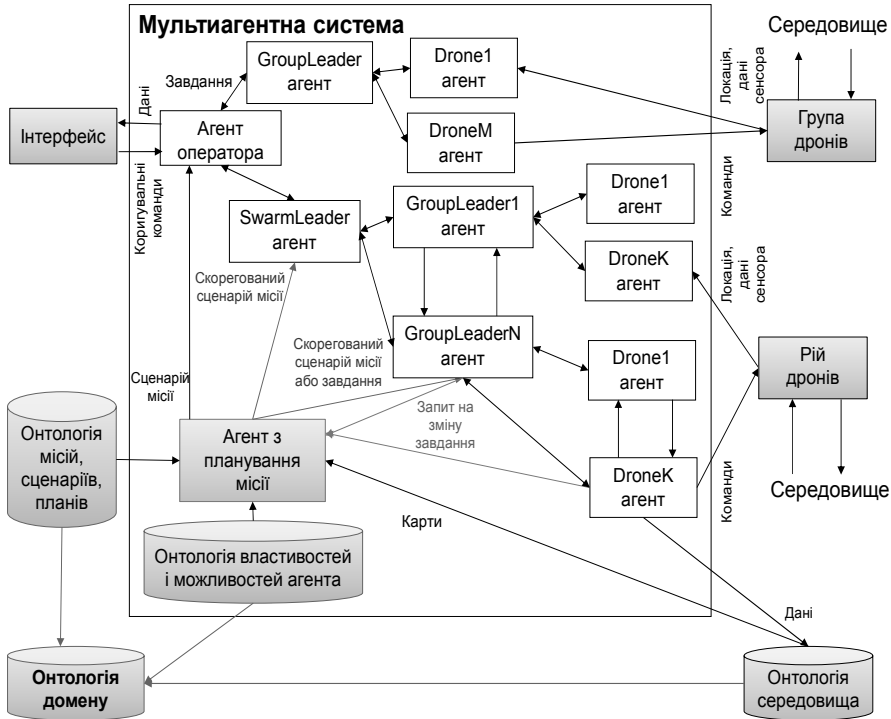 Мультиагентна система
Середовище
GroupLeader
агент
Drone1
агент
Завдання
Локація,
дані
сенсора
Дані
Інтерфейс
Агент
оператора
DroneM
агент
Група
дронів
Коригувальні
команди
Команди
SwarmLeader
агент
GroupLeader1
агент
Drone1
агент
DroneK
агент
Локація,
дані
сенсора
Скорегований
сценарій місії
GroupLeaderN
агент
Скорегований
сценарій місії
або завдання
Drone1
агент
Рій
дронів
Сценарій
місії
Запит на
зміну
завдання
Онтологія
місій,
сценаріїв,
планів
Агент з
планування
місії
DroneK
агент
Команди
Середовище
Карти
Онтологія властивостей
і можливостей агента
Дані
Онтологія
домену
Онтологія
середовища